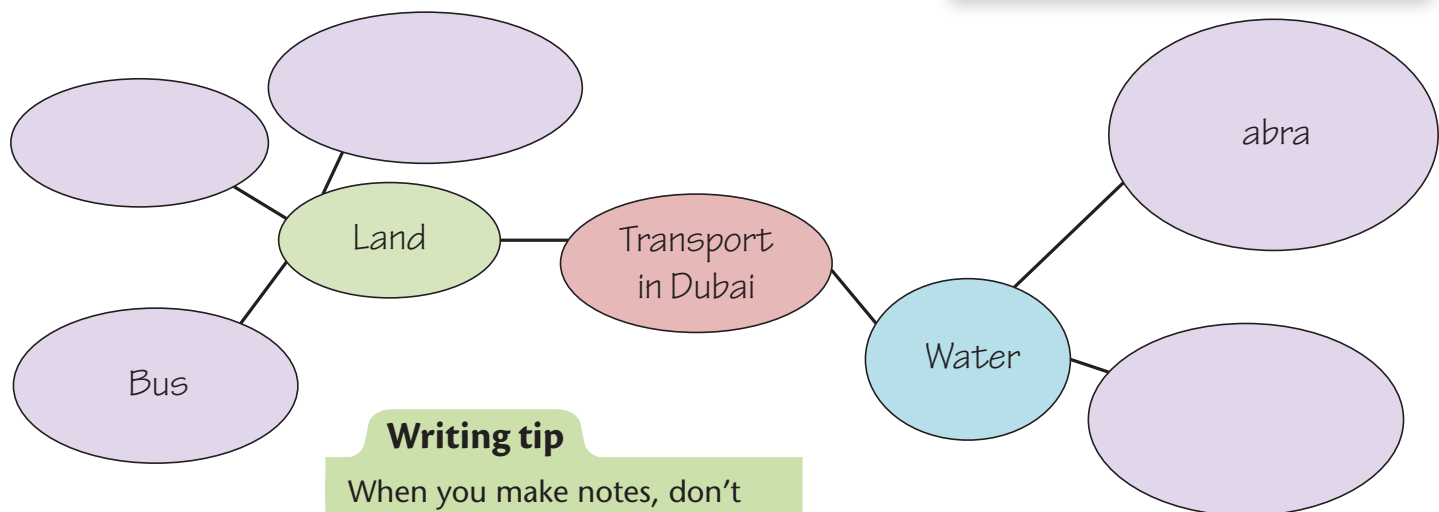 abra
Land
Transport
in Dubai
Water
Bus
Writing tip
When you make notes, don't